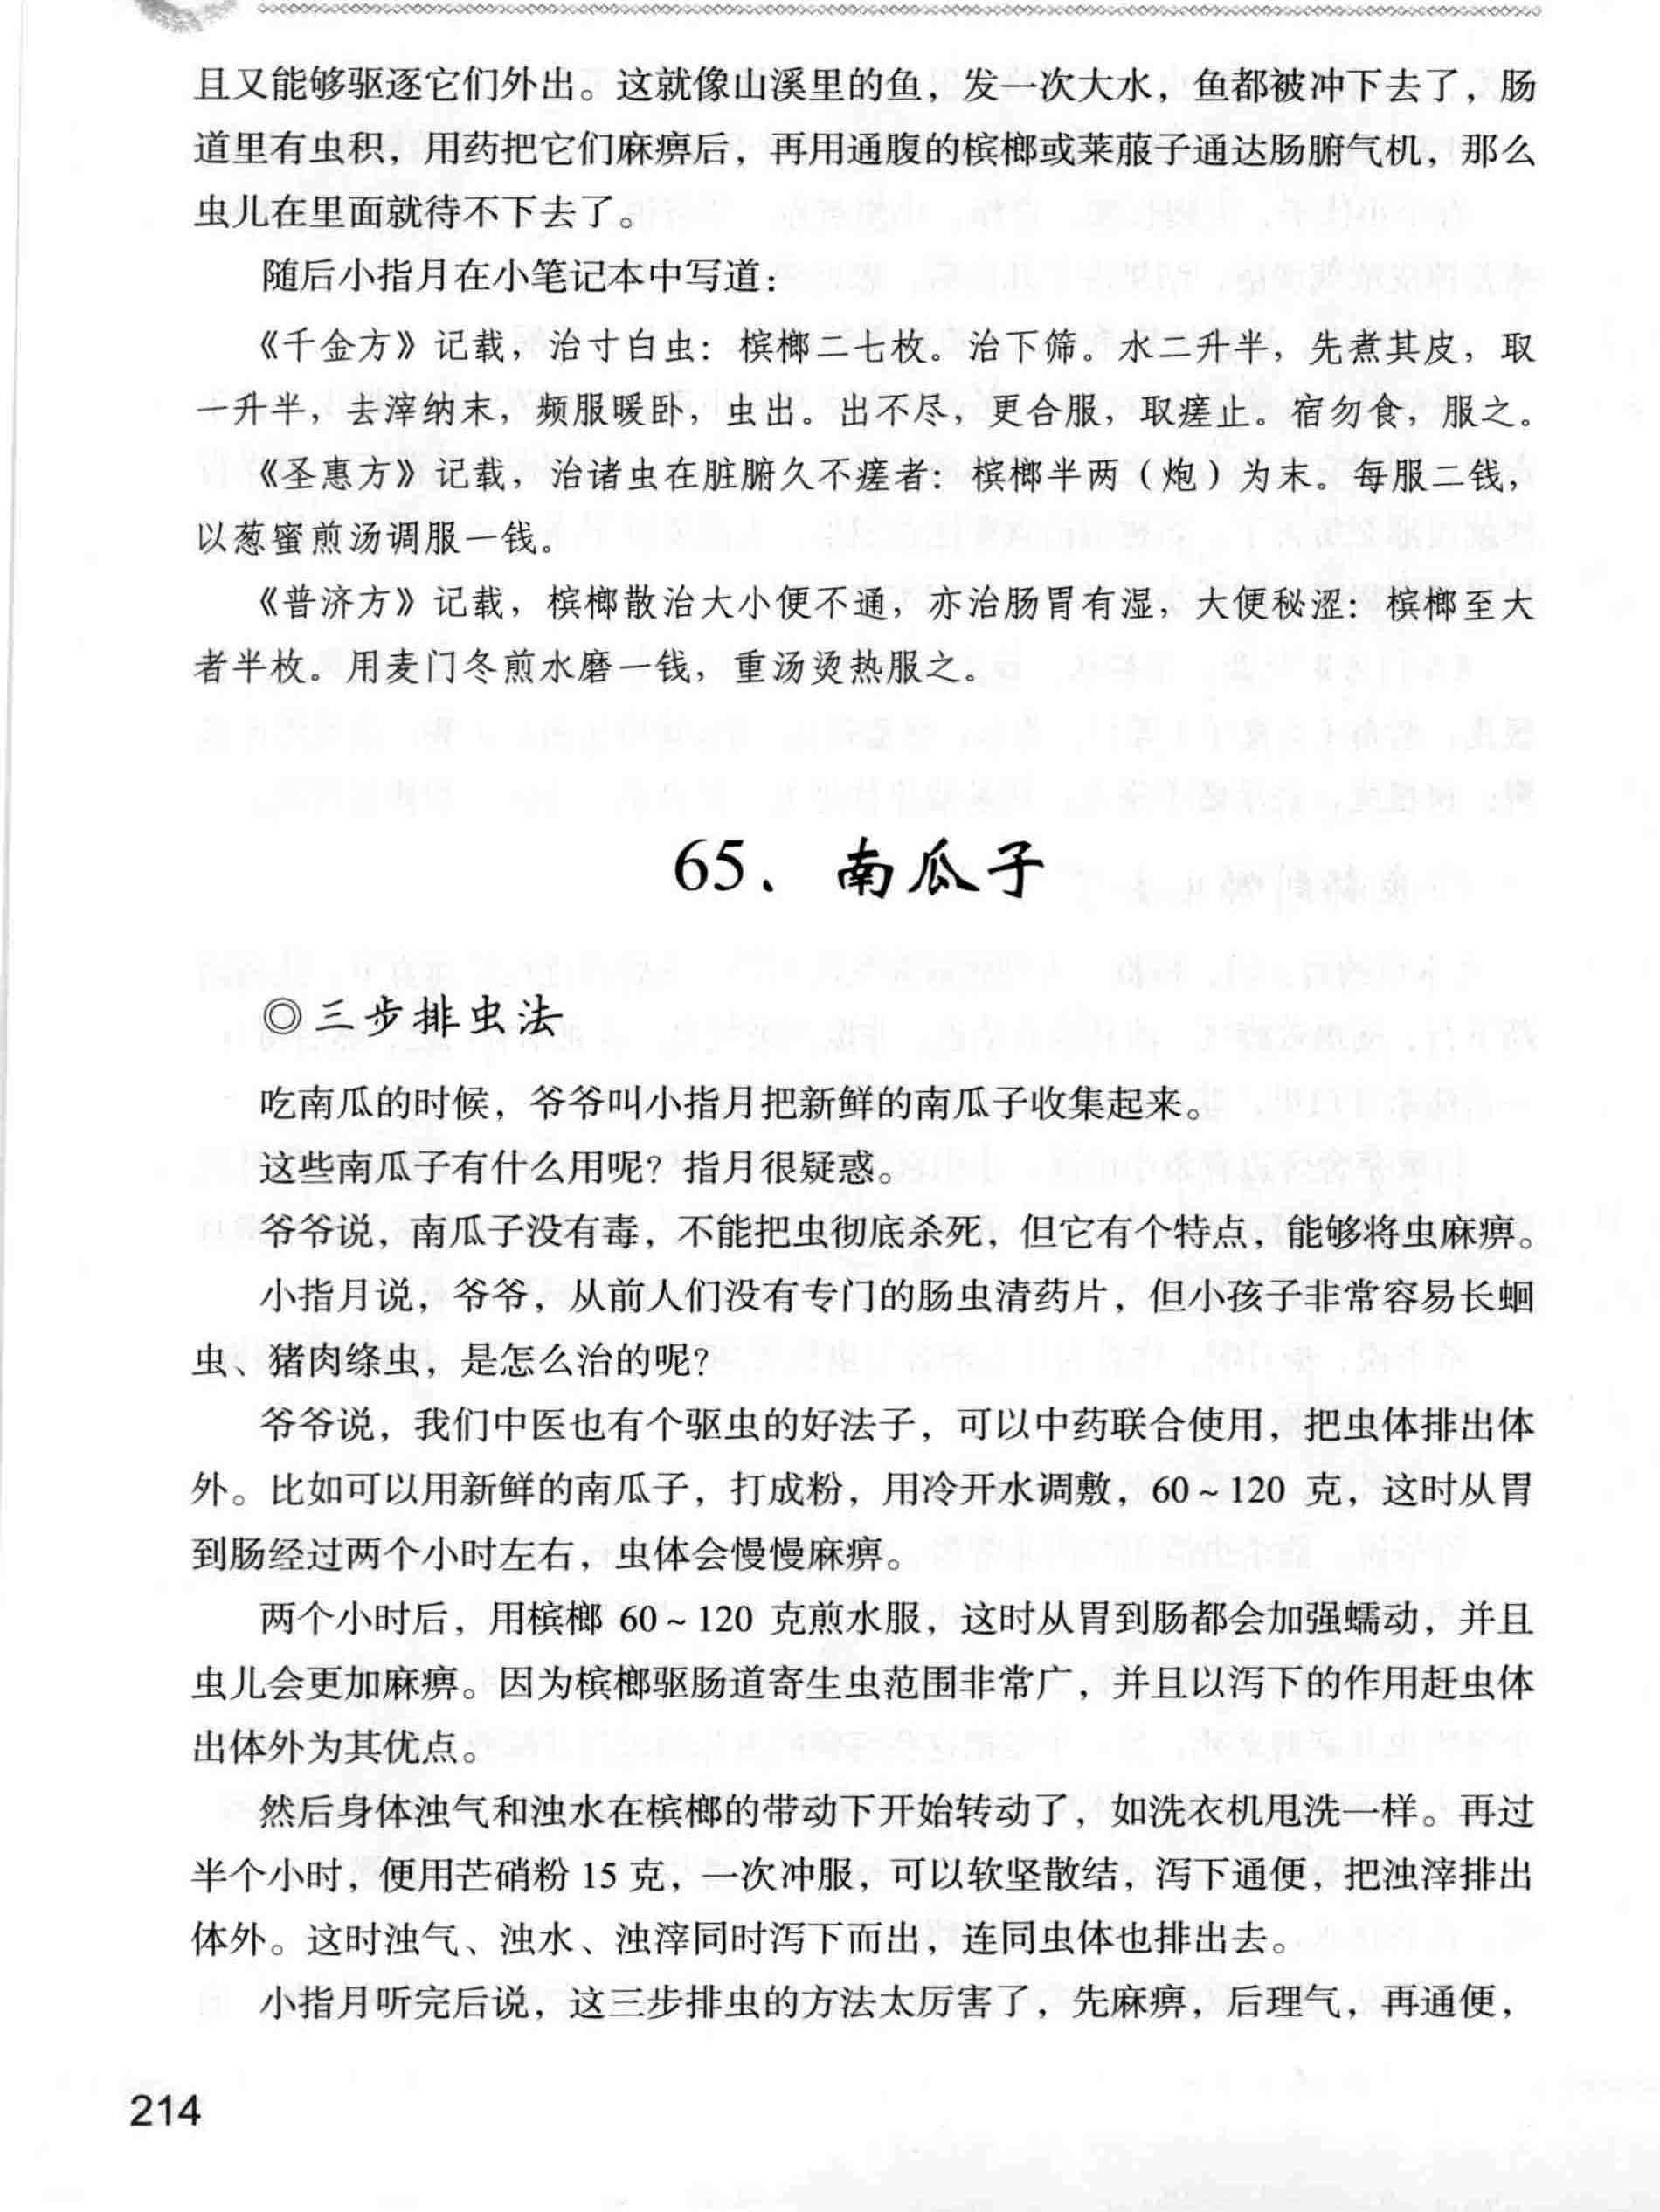 且又能够驱逐它们外出。这就像山溪里的鱼，发一次大水，鱼都被冲下去了，肠
道里有虫积，用药把它们麻痹后，再用通腹的槟榔或莱菔子通达肠腑气机，那么
虫儿在里面就待不下去了。
随后小指月在小笔记本中写道：
《千金方》记载，治寸白虫：槟榔二七枚。治下筛。水二升半，先煮其皮，取
一升半，去滓纳末，频服暖卧，虫出。出不尽，更合服，取瘥止。宿勿食，服之。
《圣惠方》记载，治诸虫在脏腑久不瘥者：槟榔半两（炮）为末。每服二钱，
以葱蜜煎汤调服一钱。
《普济方》记载，槟榔散治大小便不通，亦治肠胃有湿，大便秘涩：槟榔至大
者半枚。用麦门冬煎水磨一钱，重汤烫热服之。
65、南瓜子
◎三步排虫法
吃南瓜的时候，爷爷叫小指月把新鲜的南瓜子收集起来。
这些南瓜子有什么用呢？指月很疑惑。
爷爷说，南瓜子没有毒，不能把虫彻底杀死，但它有个特点，能够将虫麻痹。
小指月说，爷爷，从前人们没有专门的肠虫清药片，但小孩子非常容易长蛔
虫、猪肉绦虫，是怎么治的呢？
爷爷说，我们中医也有个驱虫的好法子，可以中药联合使用，把虫体排出体
外。比如可以用新鲜的南瓜子，打成粉，用冷开水调敷，60～120 克，这时从胃
到肠经过两个小时左右，虫体会慢慢麻痹。
两个小时后，用槟榔 60～120 克煎水服，这时从胃到肠都会加强蠕动，并且
虫儿会更加麻痹。因为槟榔驱肠道寄生虫范围非常广，并且以泻下的作用赶虫体
出体外为其优点。
然后身体浊气和浊水在槟榔的带动下开始转动了，如洗衣机甩洗一样。再过
半个小时，便用芒硝粉 15 克，一次冲服，可以软坚散结，泻下通便，把浊滓排出
体外。这时浊气、浊水、浊滓同时泻下而出，连同虫体也排出去。
小指月听完后说，这三步排虫的方法太厉害了，先麻痹，后理气，再通便，
214